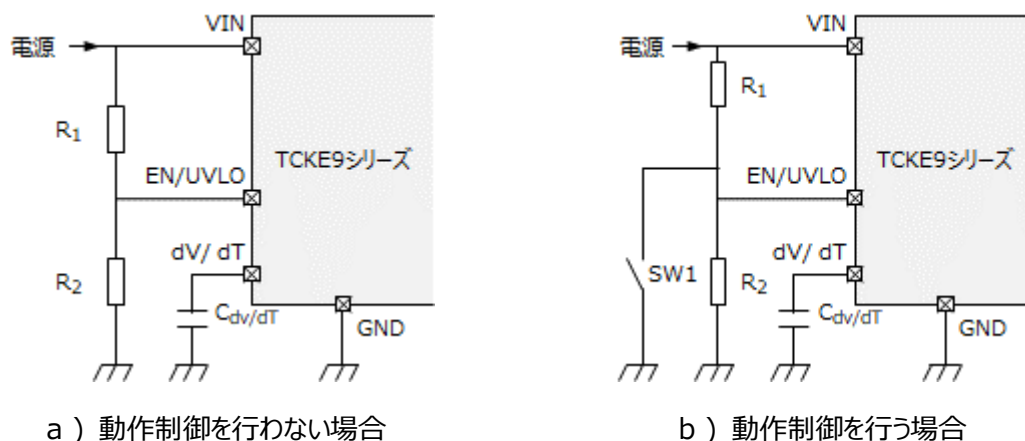 VIN
電源
R1
TCKE9シリーズ
EN/UVLO
dV/ dT
R2
Cdv/dT
GND
a ) 動作制御を行わない場合
VIN
電源
R1
TCKE9シリーズ
EN/UVLO
dV/ dT
SW1
R2
Cdv/dT
GND
b ) 動作制御を行う場合